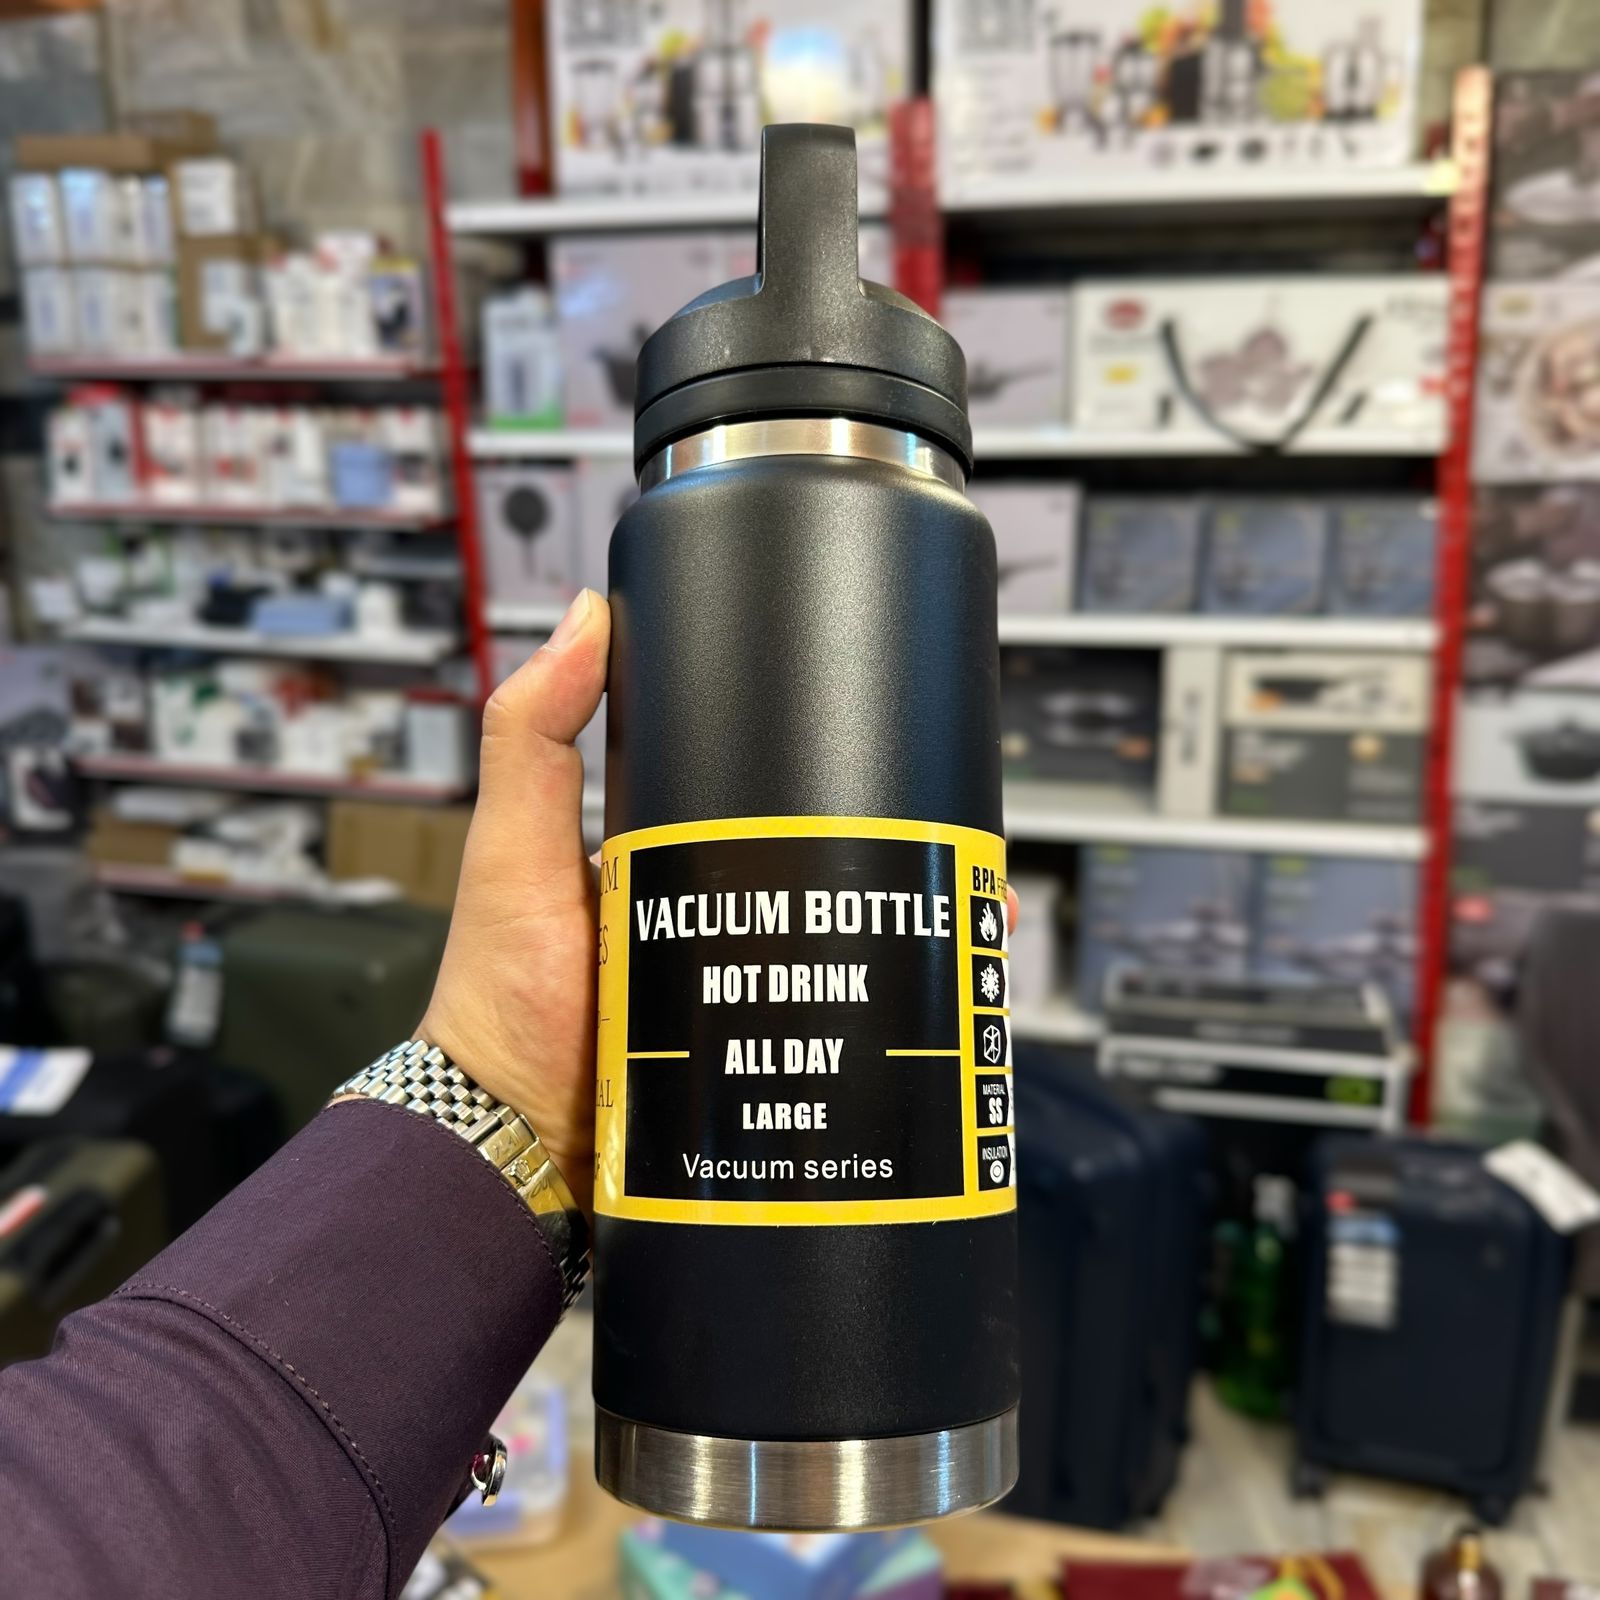 VACUUM BOTTLE
HOT DRINK
ALL DAY
LARGE
Vacuum series
BPA
MATERIAL
SS
INSULATION